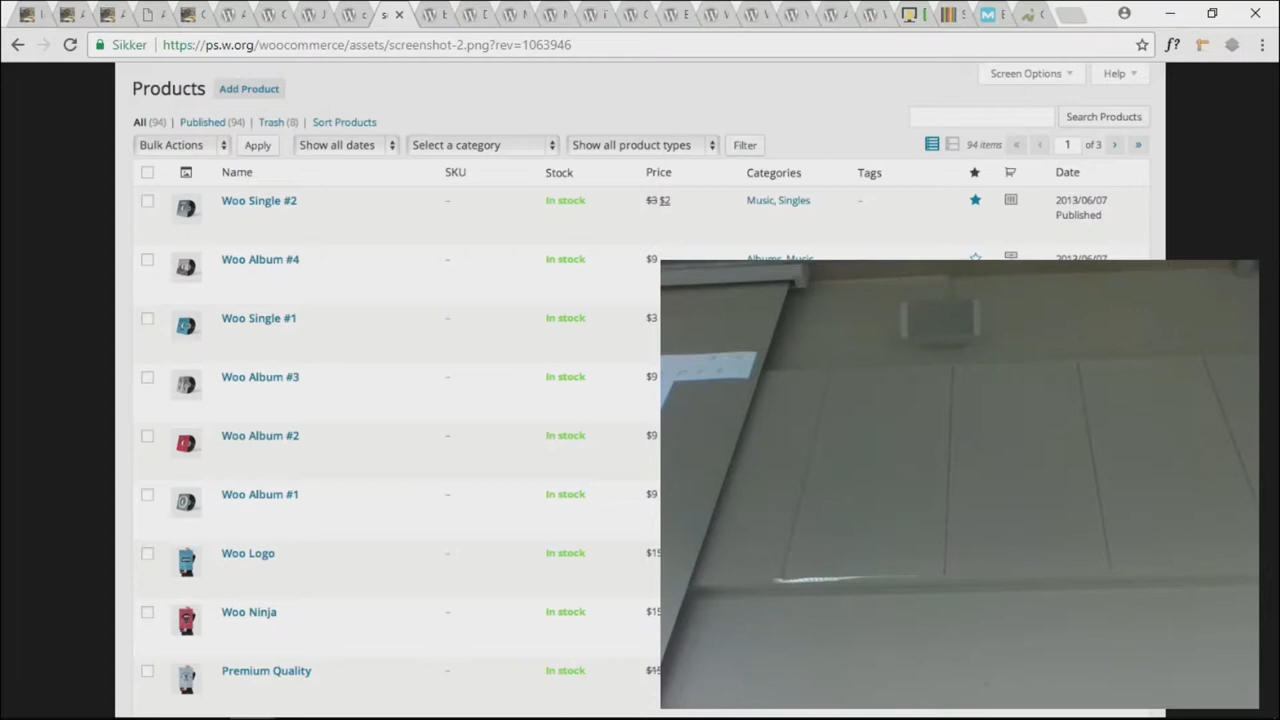 Sikker https://ps.w.org/woocommerce/assets/screenshot-2.png?rev=1063946
Screen Options Help
Products Add Product
All (94) | Published (94) | Trash (8) | Sort Products
Search Products
Bulk Actions Apply Show all dates Select a category Show all product types Filter 94 items « ‹ 1 of 3 › »
Name SKU Stock Price Categories Tags Date
Woo Single #2 – In stock $3 $2 Music, Singles – 2013/06/07
Published
Woo Album #4 – In stock $9 Albums, Music 2013/06/07
Woo Single #1 – In stock $3
Woo Album #3 – In stock $9
Woo Album #2 – In stock $9
Woo Album #1 – In stock $9
Woo Logo – In stock
Woo Ninja – In stock
Premium Quality – In stock